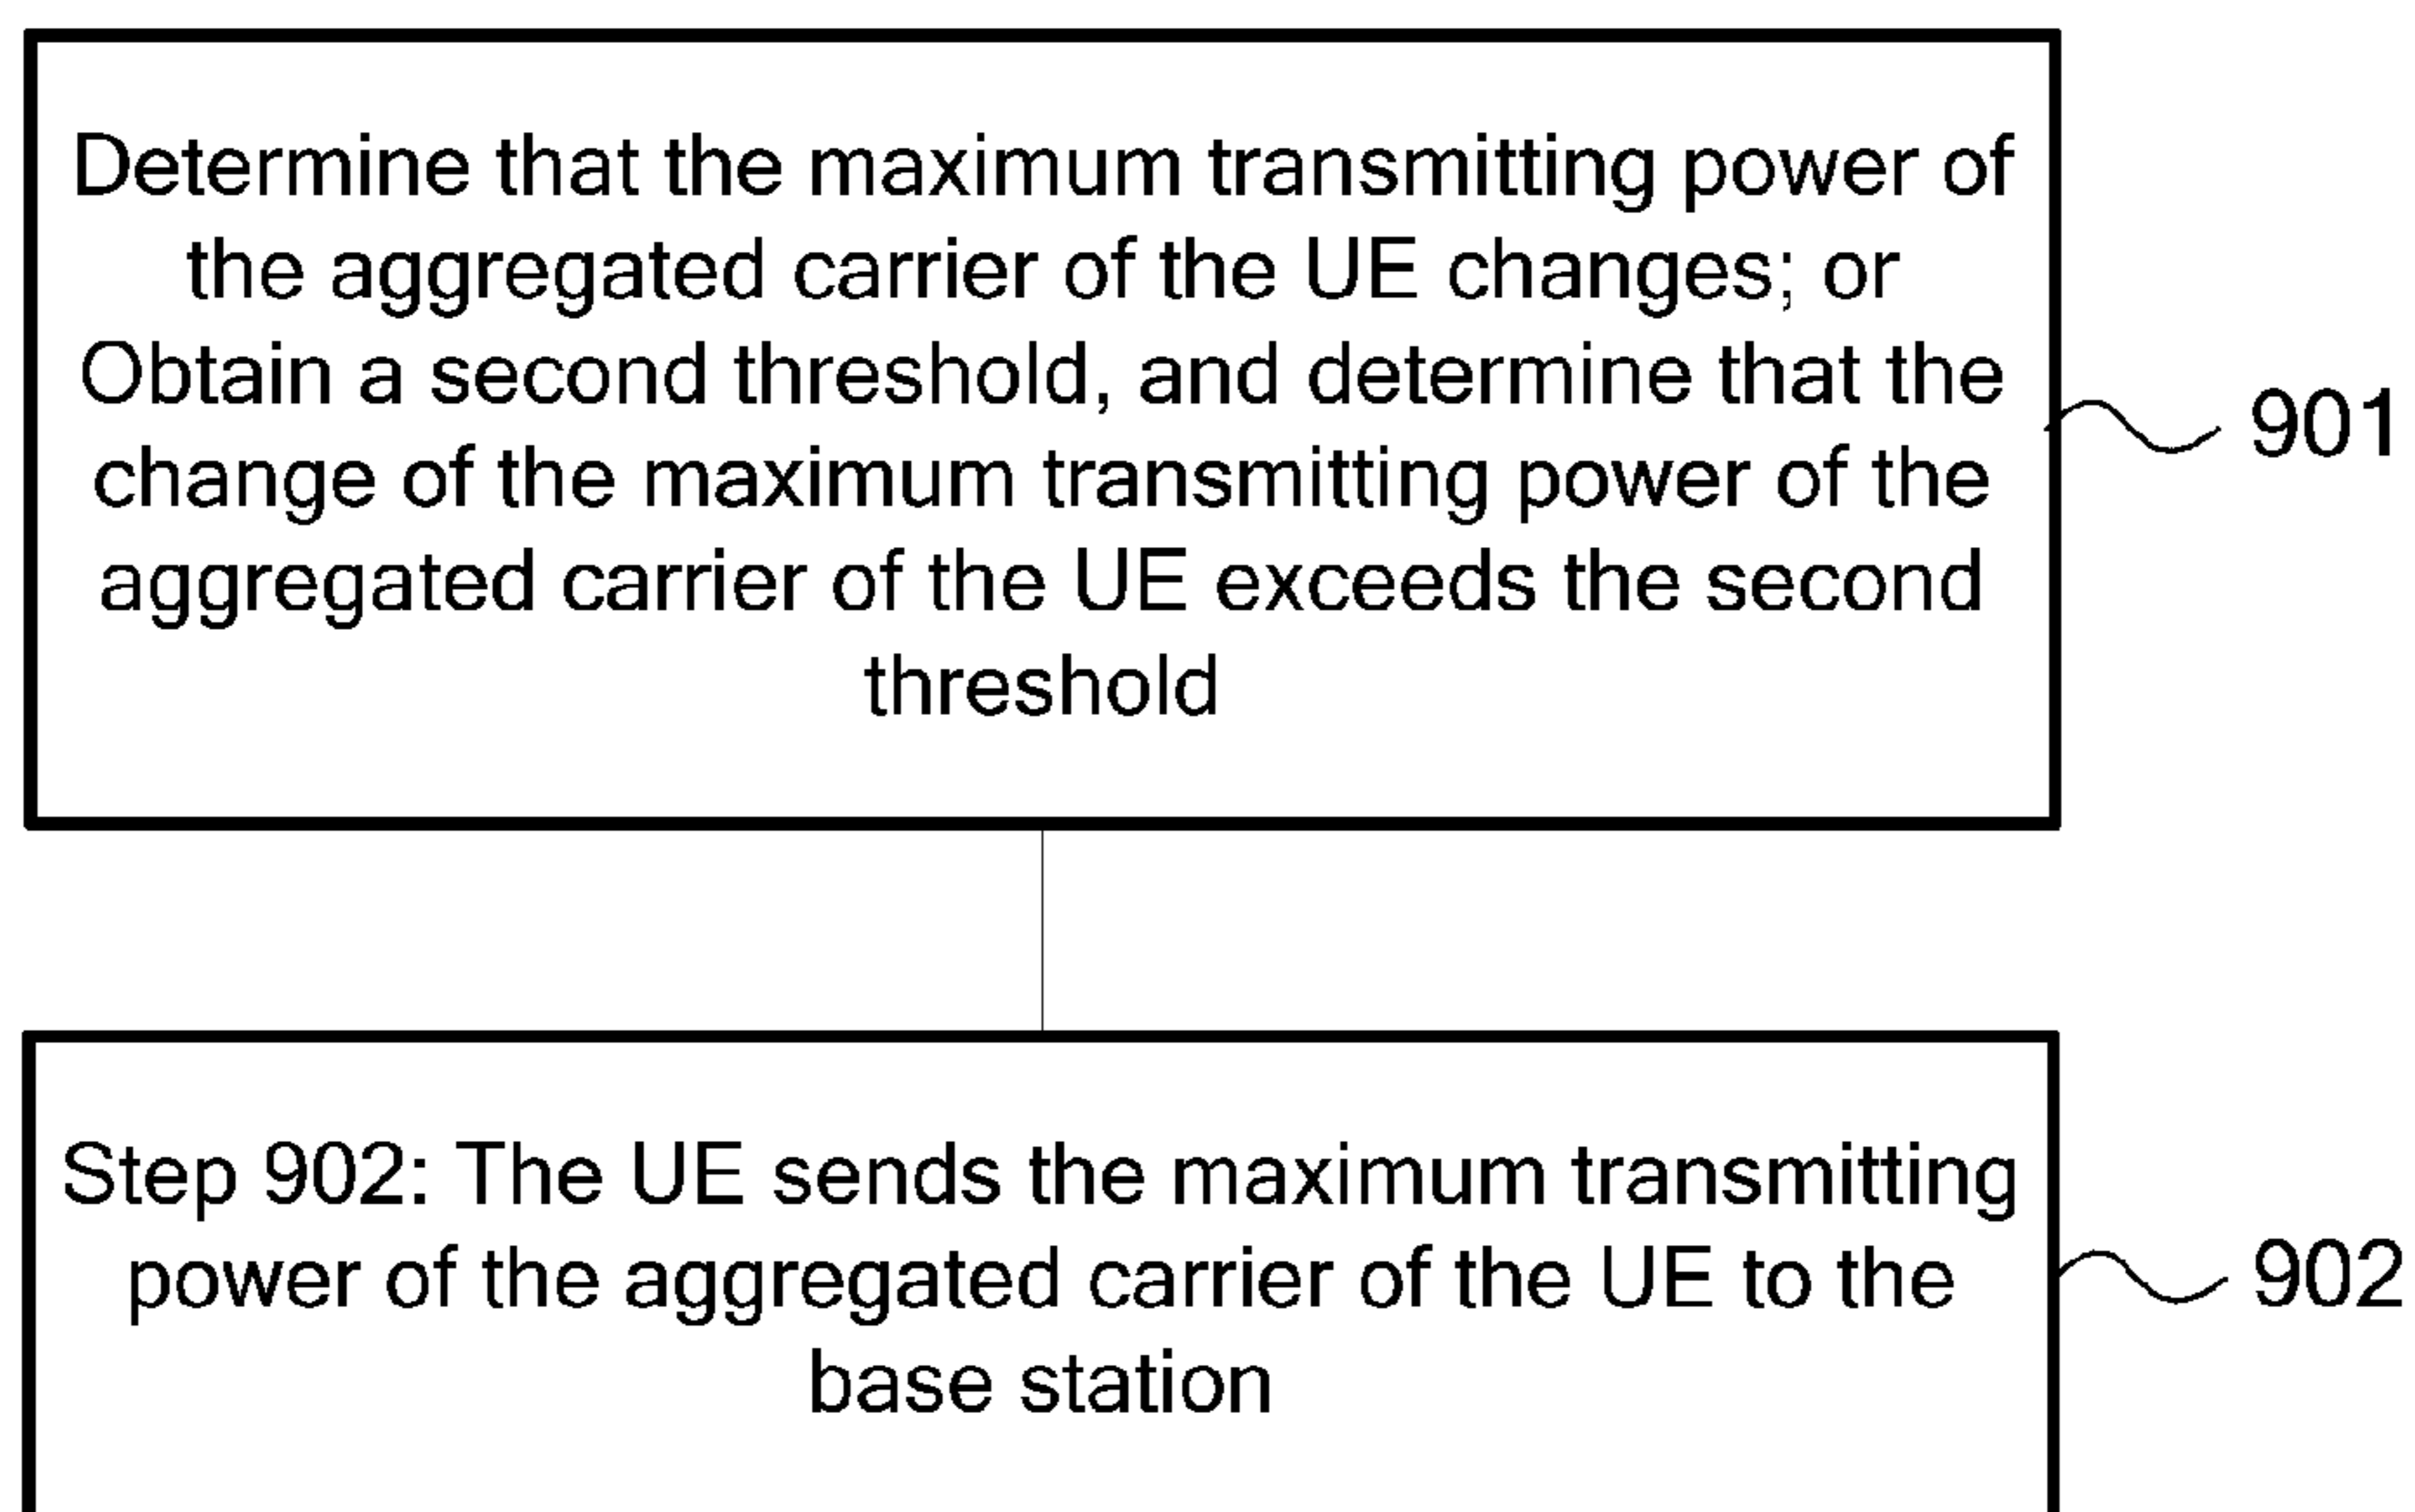 Determine that the maximum transmitting power of
the aggregated carrier of the UE changes; or
Obtain a second threshold, and determine that the
change of the maximum transmitting power of the
aggregated carrier of the UE exceeds the second
threshold
901
Step 902: The UE sends the maximum transmitting
power of the aggregated carrier of the UE to the
base station
902